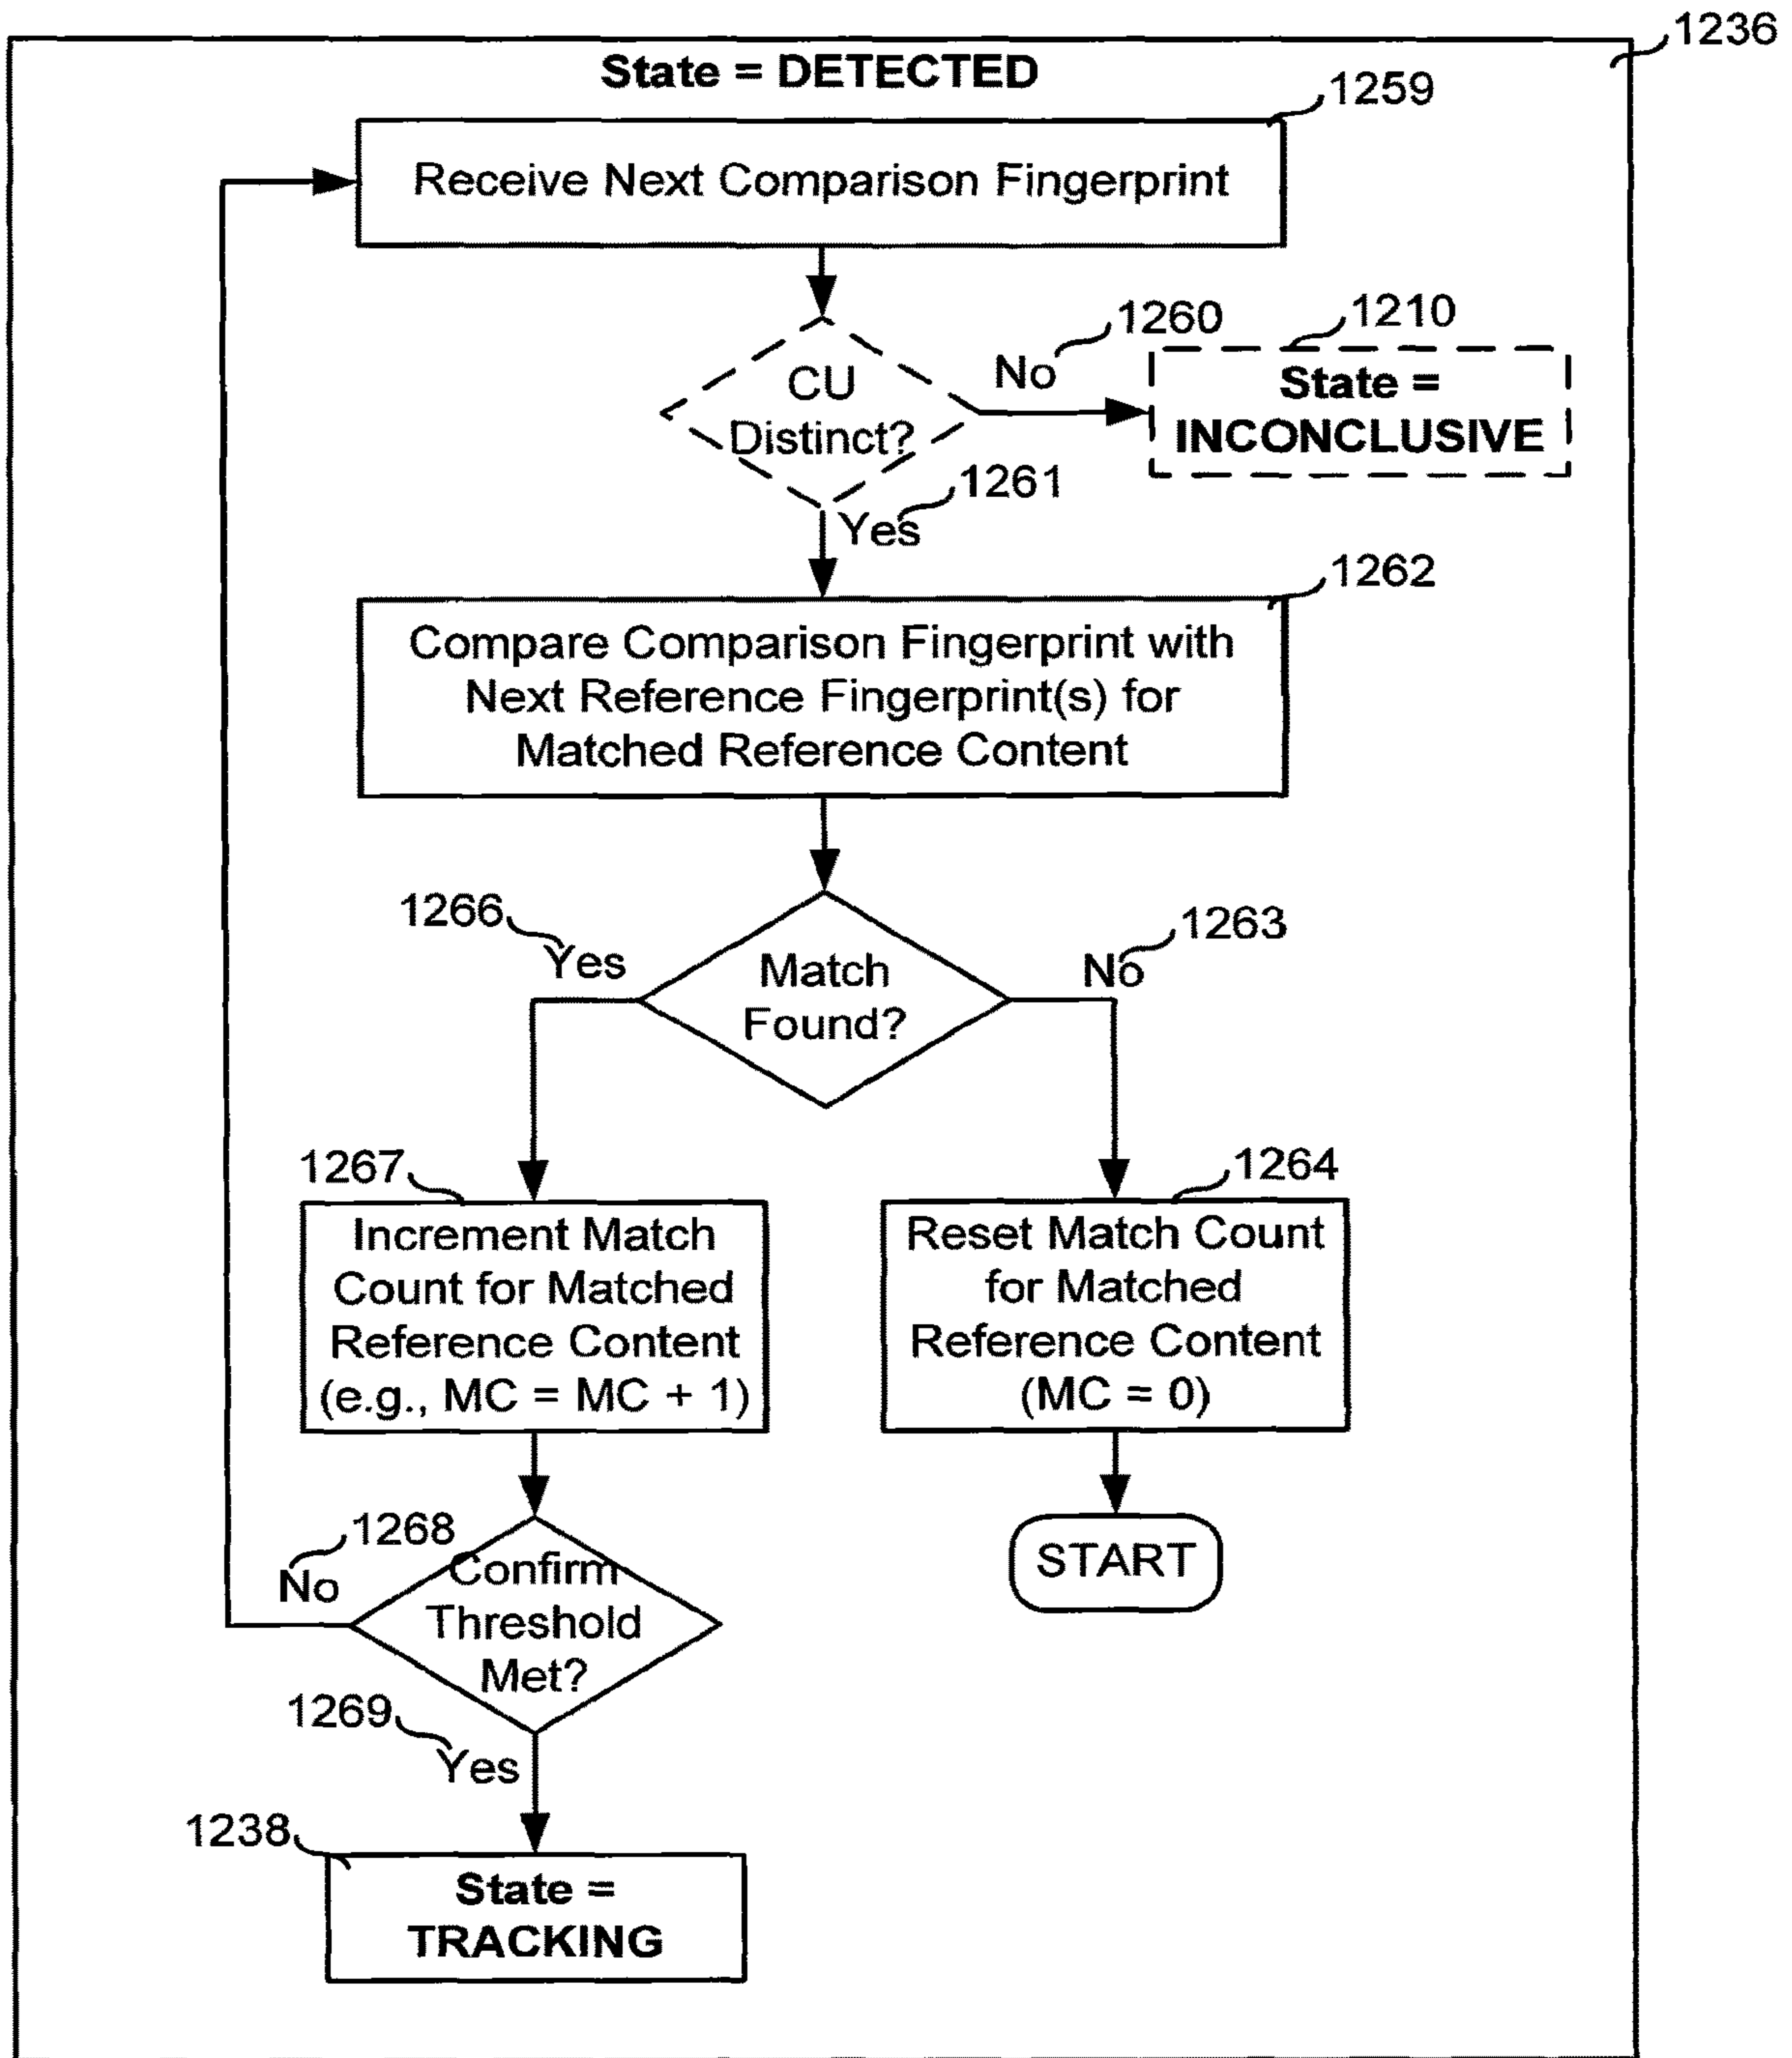 1236
State = DETECTED
1259
Receive Next Comparison Fingerprint
1260
1210
No
CU
Distinct?
State =
INCONCLUSIVE
1261
Yes
1262
Compare Comparison Fingerprint with
Next Reference Fingerprint(s) for
Matched Reference Content
1266
Yes
1263
No
Match
Found?
1267
1264
Increment Match
Count for Matched
Reference Content
(e.g., MC = MC + 1)
Reset Match Count
for Matched
Reference Content
(MC = 0)
1268
No
Confirm
Threshold
Met?
START
1269
Yes
1238
State =
TRACKING